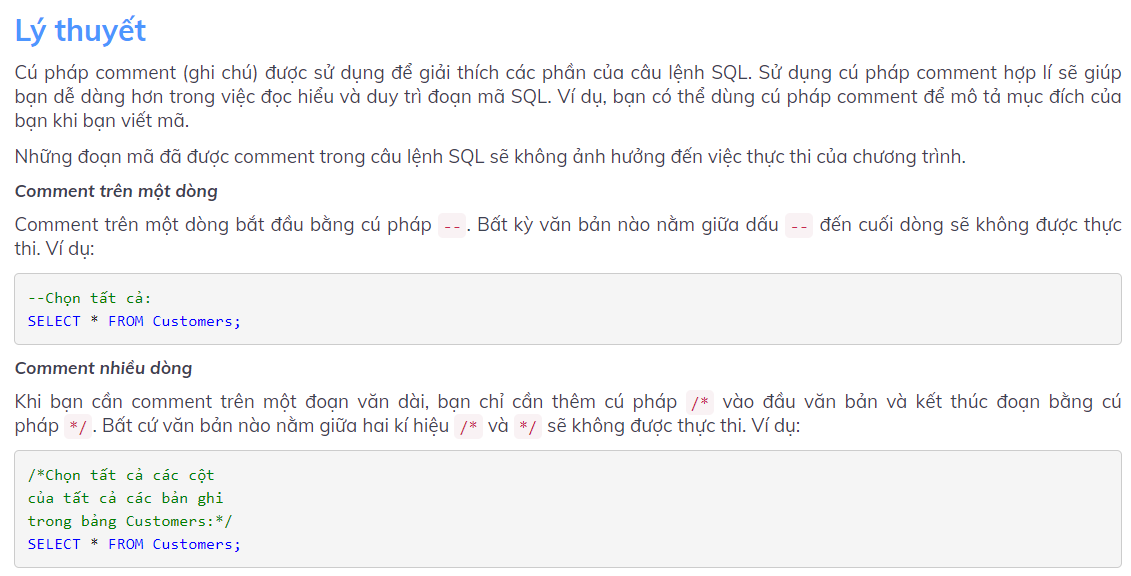 Lý thuyết
Cú pháp comment (ghi chú) được sử dụng để giải thích các phần của câu lệnh SQL. Sử dụng cú pháp comment hợp lí sẽ giúp
bạn dễ dàng hơn trong việc đọc hiểu và duy trì đoạn mã SQL. Ví dụ, bạn có thể dùng cú pháp comment để mô tả mục đích của
bạn khi bạn viết mã.
Những đoạn mã đã được comment trong câu lệnh SQL sẽ không ảnh hưởng đến việc thực thi của chương trình.
Comment trên một dòng
Comment trên một dòng bắt đầu bằng cú pháp --. Bất kỳ văn bản nào nằm giữa dấu -- đến cuối dòng sẽ không được thực
thi. Ví dụ:
--Chọn tất cả:
SELECT * FROM Customers;
Comment nhiều dòng
Khi bạn cần comment trên một đoạn văn dài, bạn chỉ cần thêm cú pháp /* vào đầu văn bản và kết thúc đoạn bằng cú
pháp */. Bất cứ văn bản nào nằm giữa hai kí hiệu /* và */ sẽ không được thực thi. Ví dụ:
/*Chọn tất cả các cột
của tất cả các bản ghi
trong bảng Customers:*/
SELECT * FROM Customers;